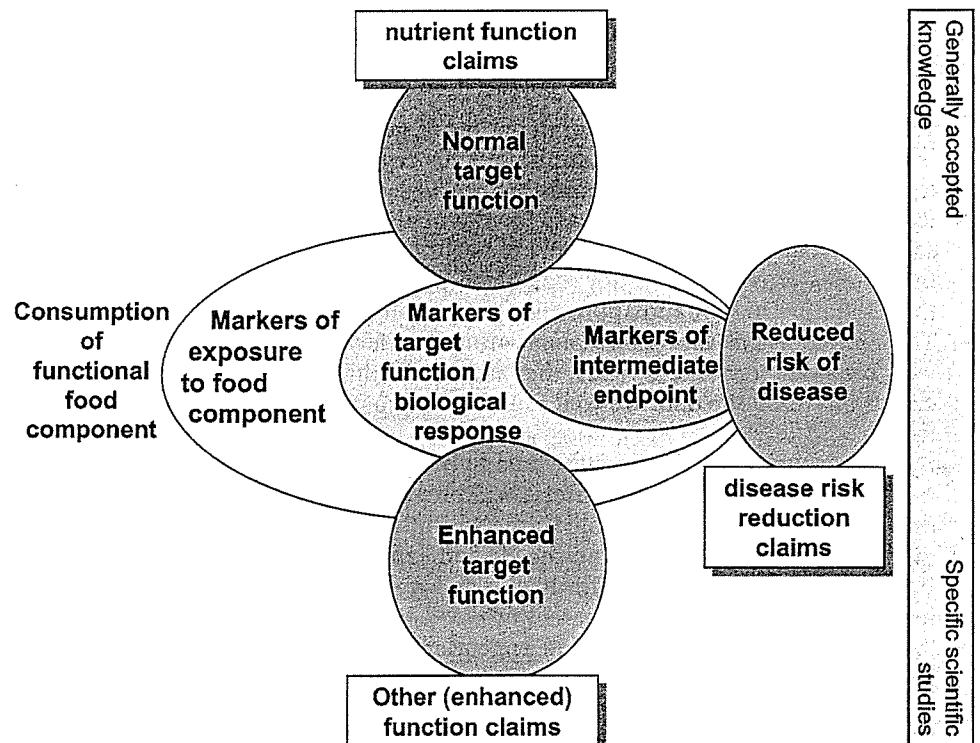 nutrient function
claims
Normal
target
function
Consumption
of
functional
food
component
Markers of
exposure
to food
component
Markers of
target
function /
biological
response
Markers of
intermediate
endpoint
Reduced
risk of
disease
disease risk
reduction
claims
Enhanced
target
function
Other (enhanced)
function claims
Generally accepted
knowledge
Specific scientific
studies